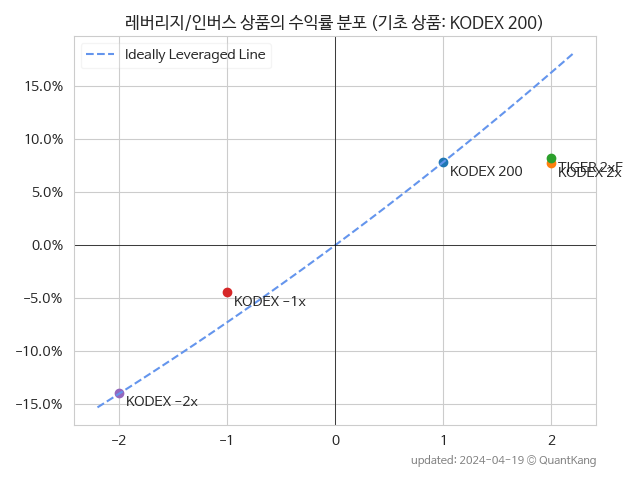 레버리지/인버스 상품의 수익률 분포 (기초 상품: KODEX 200)
Ideally Leveraged Line
15.0%
10.0%
5.0%
0.0%
−5.0%
−10.0%
−15.0%
KODEX 200
TIGER 2xF
KODEX 2x
KODEX −1x
KODEX −2x
−2
−1
0
1
2
updated: 2024-04-19 © QuantKang